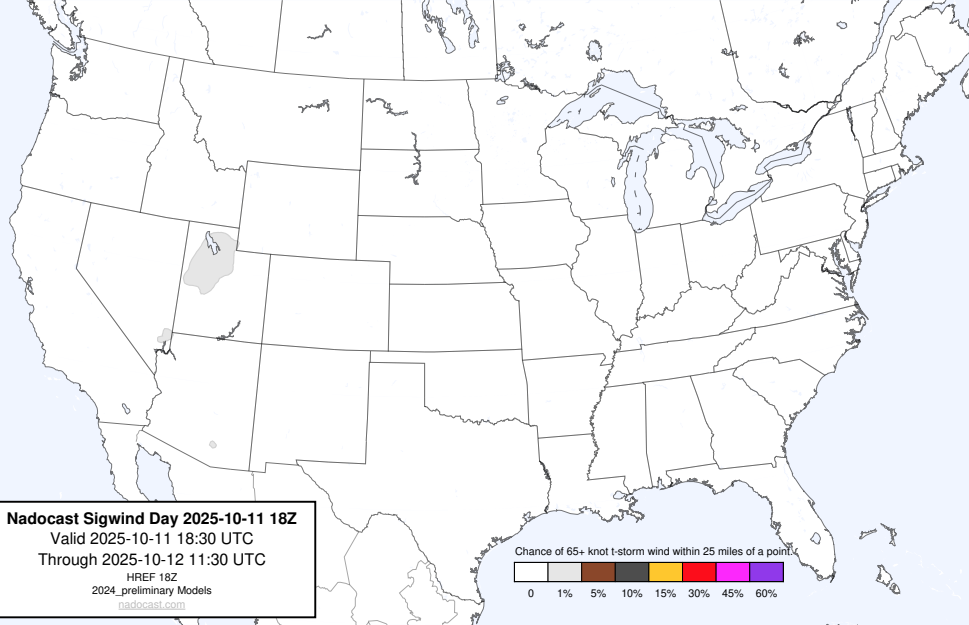 Nadocast Sigwind Day 2025-10-11 18Z
Valid 2025-10-11 18:30 UTC
Through 2025-10-12 11:30 UTC
HREF 18Z
2024_preliminary Models
nadocast.com
Chance of 65+ knot t-storm wind within 25 miles of a point.
0 1% 5% 10% 15% 30% 45% 60%